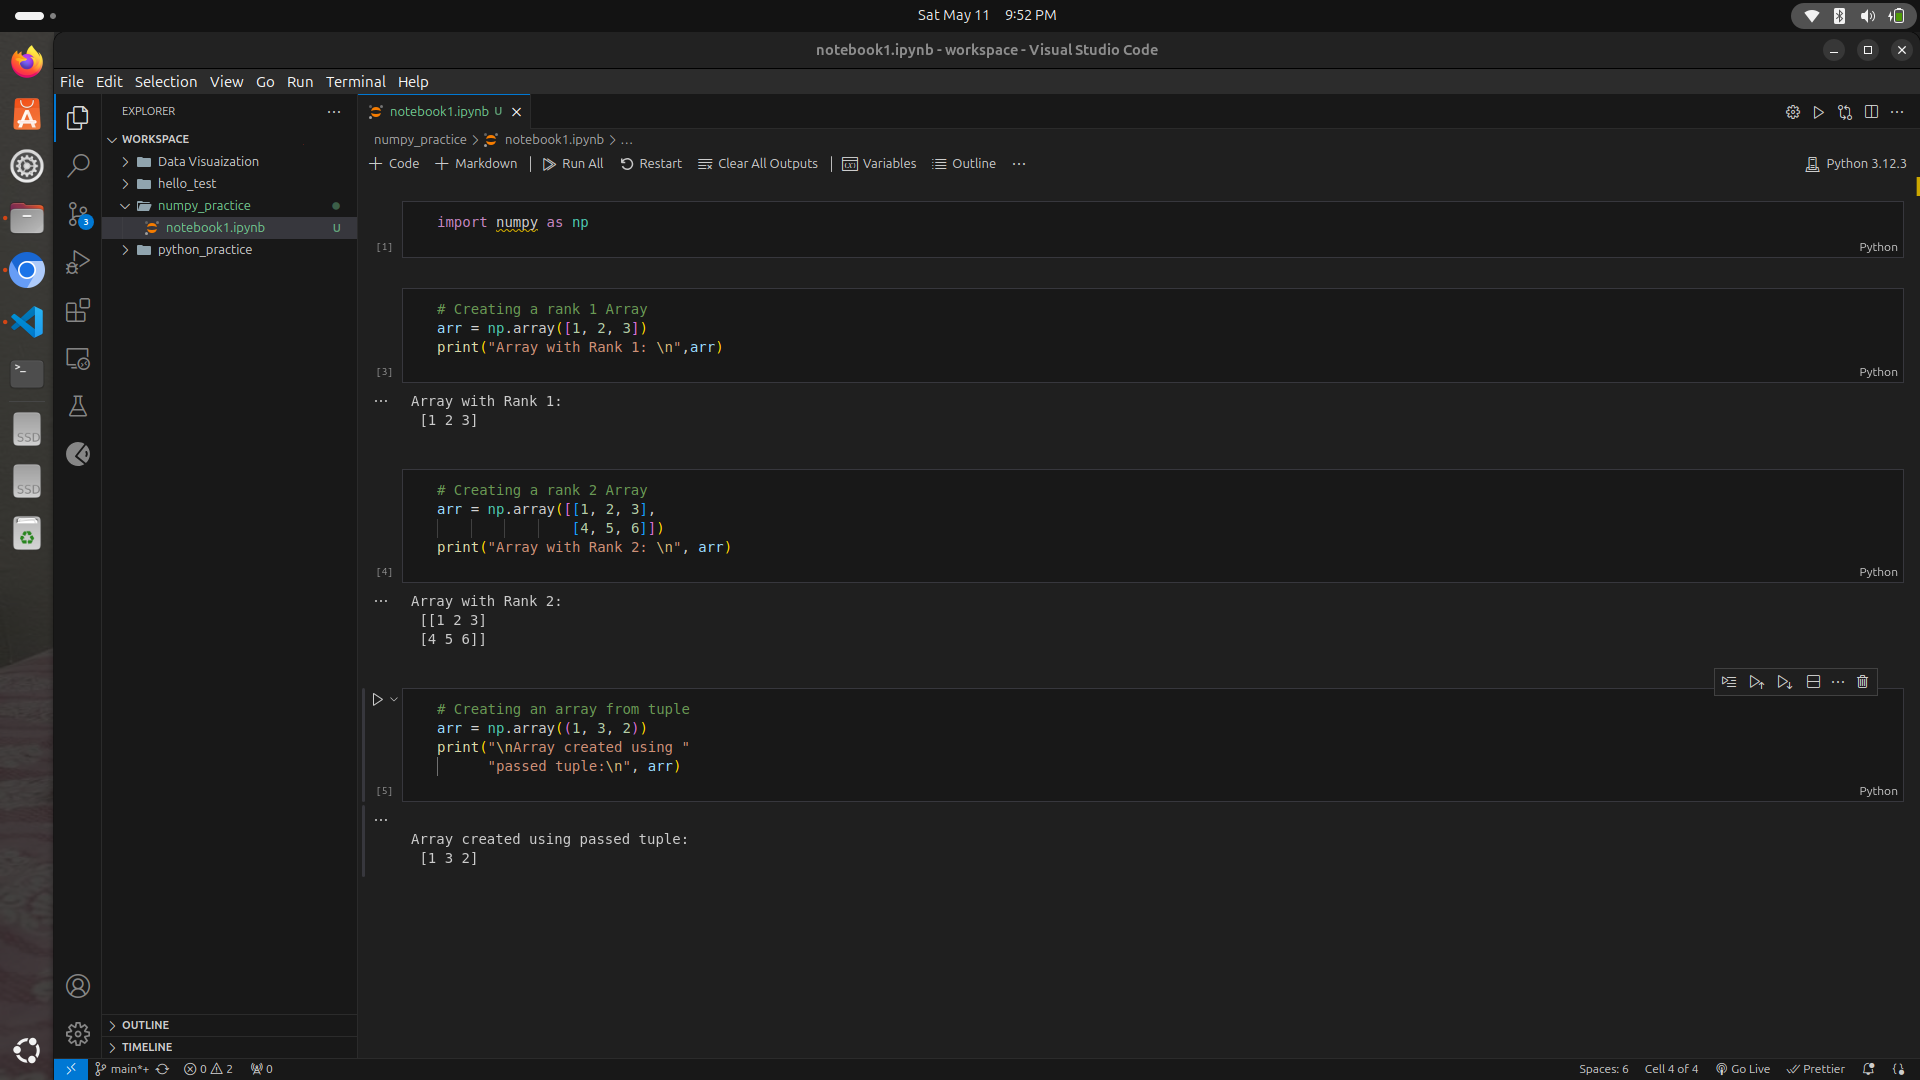 Sat May 11 9:52 PM
notebook1.ipynb - workspace - Visual Studio Code
File Edit Selection View Go Run Terminal Help
EXPLORER
WORKSPACE
Data Visuaization
hello_test
numpy_practice
notebook1.ipynb U
python_practice
OUTLINE
TIMELINE
3
SSD
SSD
notebook1.ipynb U
numpy_practice > notebook1.ipynb > ...
+ Code + Markdown | Run All Restart Clear All Outputs | Variables Outline ... Python 3.12.3
import numpy as np
[1] Python
# Creating a rank 1 Array
arr = np.array([1, 2, 3])
print("Array with Rank 1: \n",arr)
[3] Python
Array with Rank 1:
[1 2 3]
# Creating a rank 2 Array
arr = np.array([[1, 2, 3],
[4, 5, 6]])
print("Array with Rank 2: \n", arr)
[4] Python
Array with Rank 2:
[[1 2 3]
[4 5 6]]
# Creating an array from tuple
arr = np.array((1, 3, 2))
print("\nArray created using "
"passed tuple:\n", arr)
[5] Python
Array created using passed tuple:
[1 3 2]
main*+ 0 2 0 Spaces: 6 Cell 4 of 4 Go Live Prettier